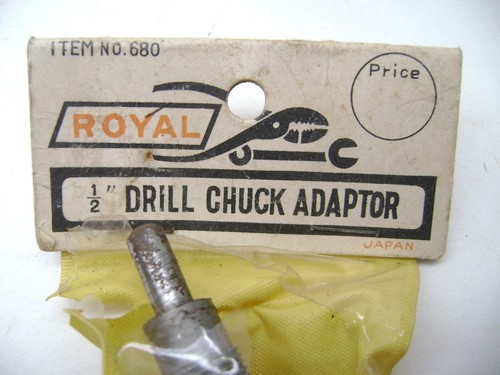 ITEM NO. 680
Price
ROYAL
1/2" DRILL CHUCK ADAPTOR
JAPAN